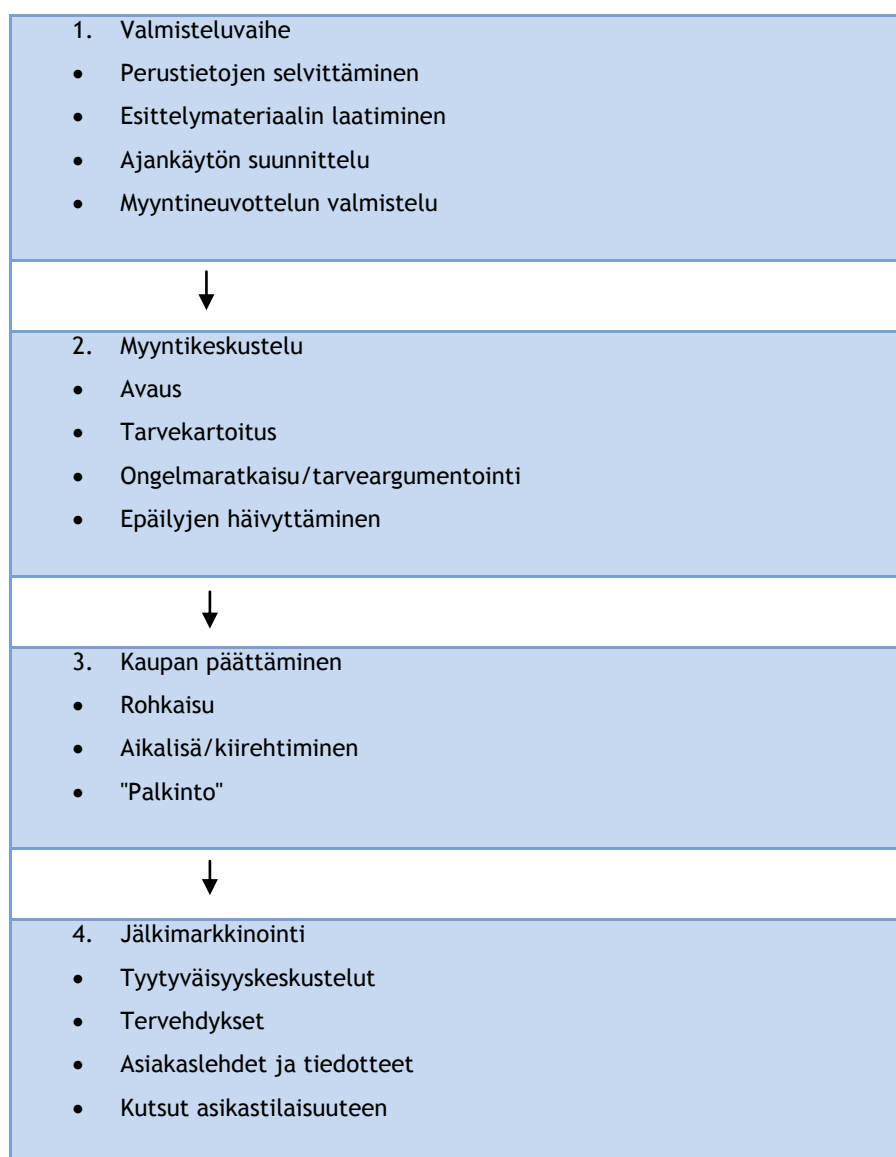 1. Valmisteluvaihe
• Perustietojen selvittäminen
• Esittelymateriaalin laatiminen
• Ajankäytön suunnittelu
• Myyntineuvottelun valmistelu
2. Myyntikeskustelu
• Avaus
• Tarvekartoitus
• Ongelmaratkaisu/tarveargumentointi
• Epäilyjen häivyttäminen
3. Kaupan päättäminen
• Rohkaisu
• Aikalisä/kiirehtiminen
• "Palkinto"
4. Jälkimarkkinointi
• Tyytyväisyyskeskustelut
• Tervehdykset
• Asiakaslehdet ja tiedotteet
• Kutsut asikastilaisuuteen